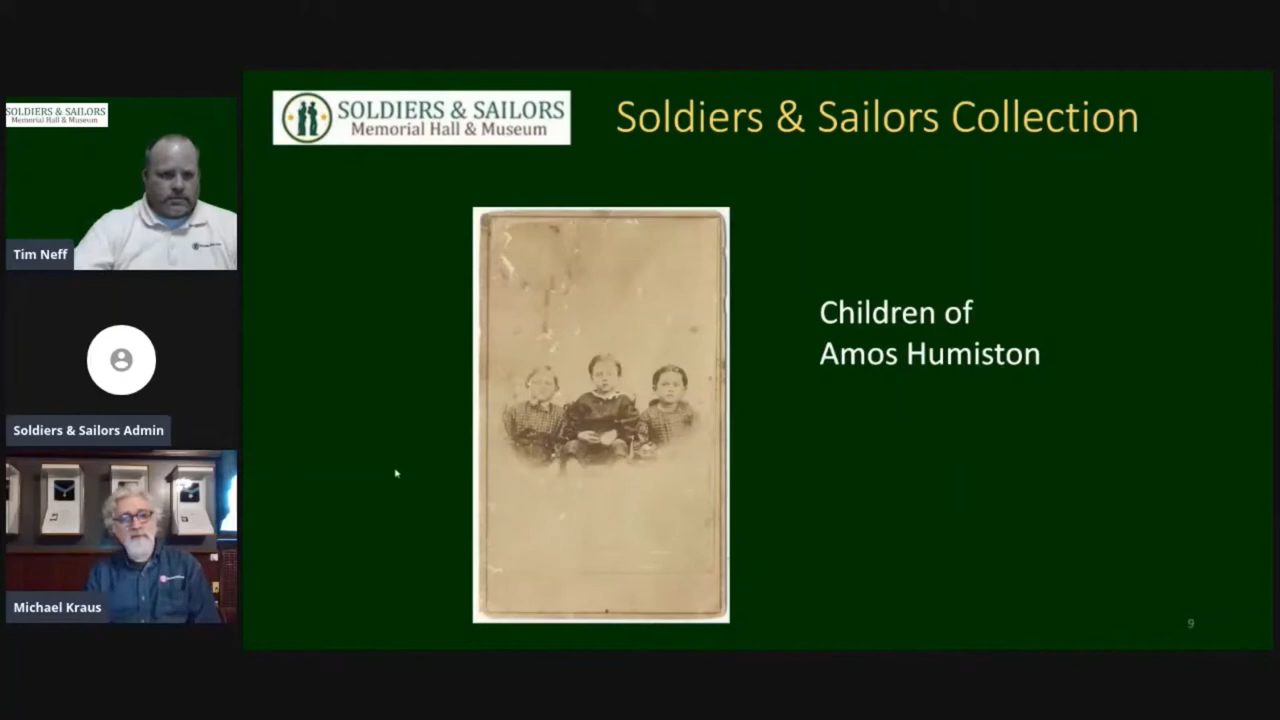 SOLDIERS & SAILORS
Memorial Hall & Museum
Tim Neff
Soldiers & Sailors Admin
Michael Kraus
SOLDIERS & SAILORS
Memorial Hall & Museum
Soldiers & Sailors Collection
Children of
Amos Humiston
9